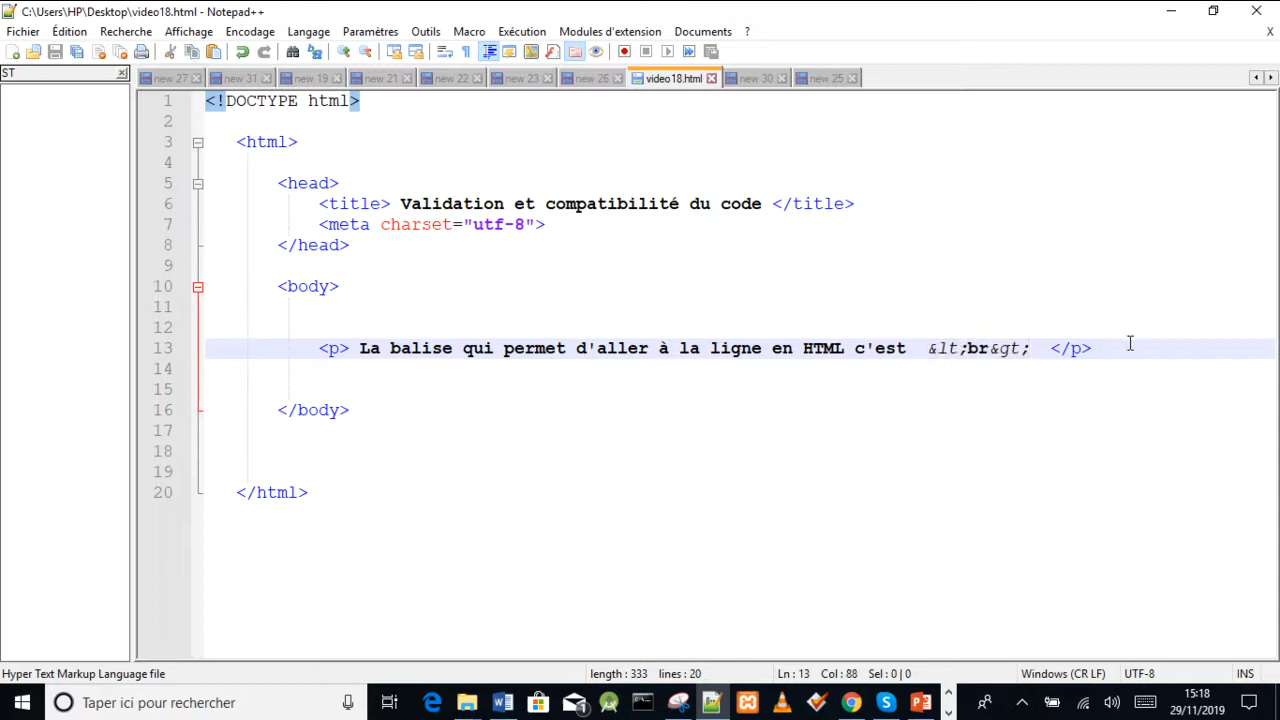 C:\Users\HP\Desktop\video18.html - Notepad++
Fichier Édition Recherche Affichage Encodage Langage Paramètres Outils Macro Exécution Modules d'extension Documents ? X
ST
new 27 new 31 new 19 new 21 new 22 new 23 new 26 video18.html new 30 new 25
1 <!DOCTYPE html>
2
3 <html>
4
5 <head>
6 <title> Validation et compatibilité du code </title>
7 <meta charset="utf-8">
8 </head>
9
10 <body>
11
12
13 <p> La balise qui permet d'aller à la ligne en HTML c'est &lt;br&gt; </p>
14
15
16 </body>
17
18
19
20 </html>
Hyper Text Markup Language file length : 333 lines : 20 Ln : 13 Col : 88 Sel : 0 | 0 Windows (CR LF) UTF-8 INS
Taper ici pour rechercher 15:18
29/11/2019